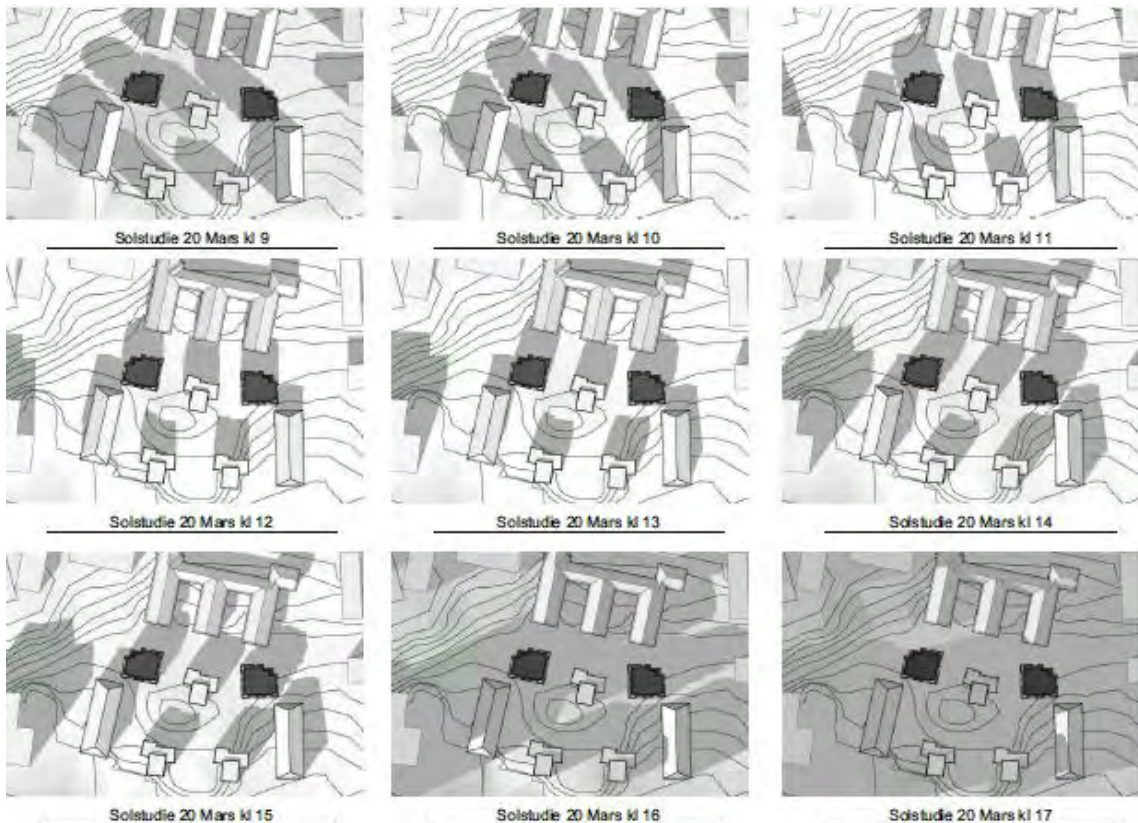 Solstudie 20 Mars kl 9
Solstudie 20 Mars kl 10
Solstudie 20 Mars kl 11
Solstudie 20 Mars kl 12
Solstudie 20 Mars kl 13
Solstudie 20 Mars kl 14
Solstudie 20 Mars kl 15
Solstudie 20 Mars kl 16
Solstudie 20 Mars kl 17